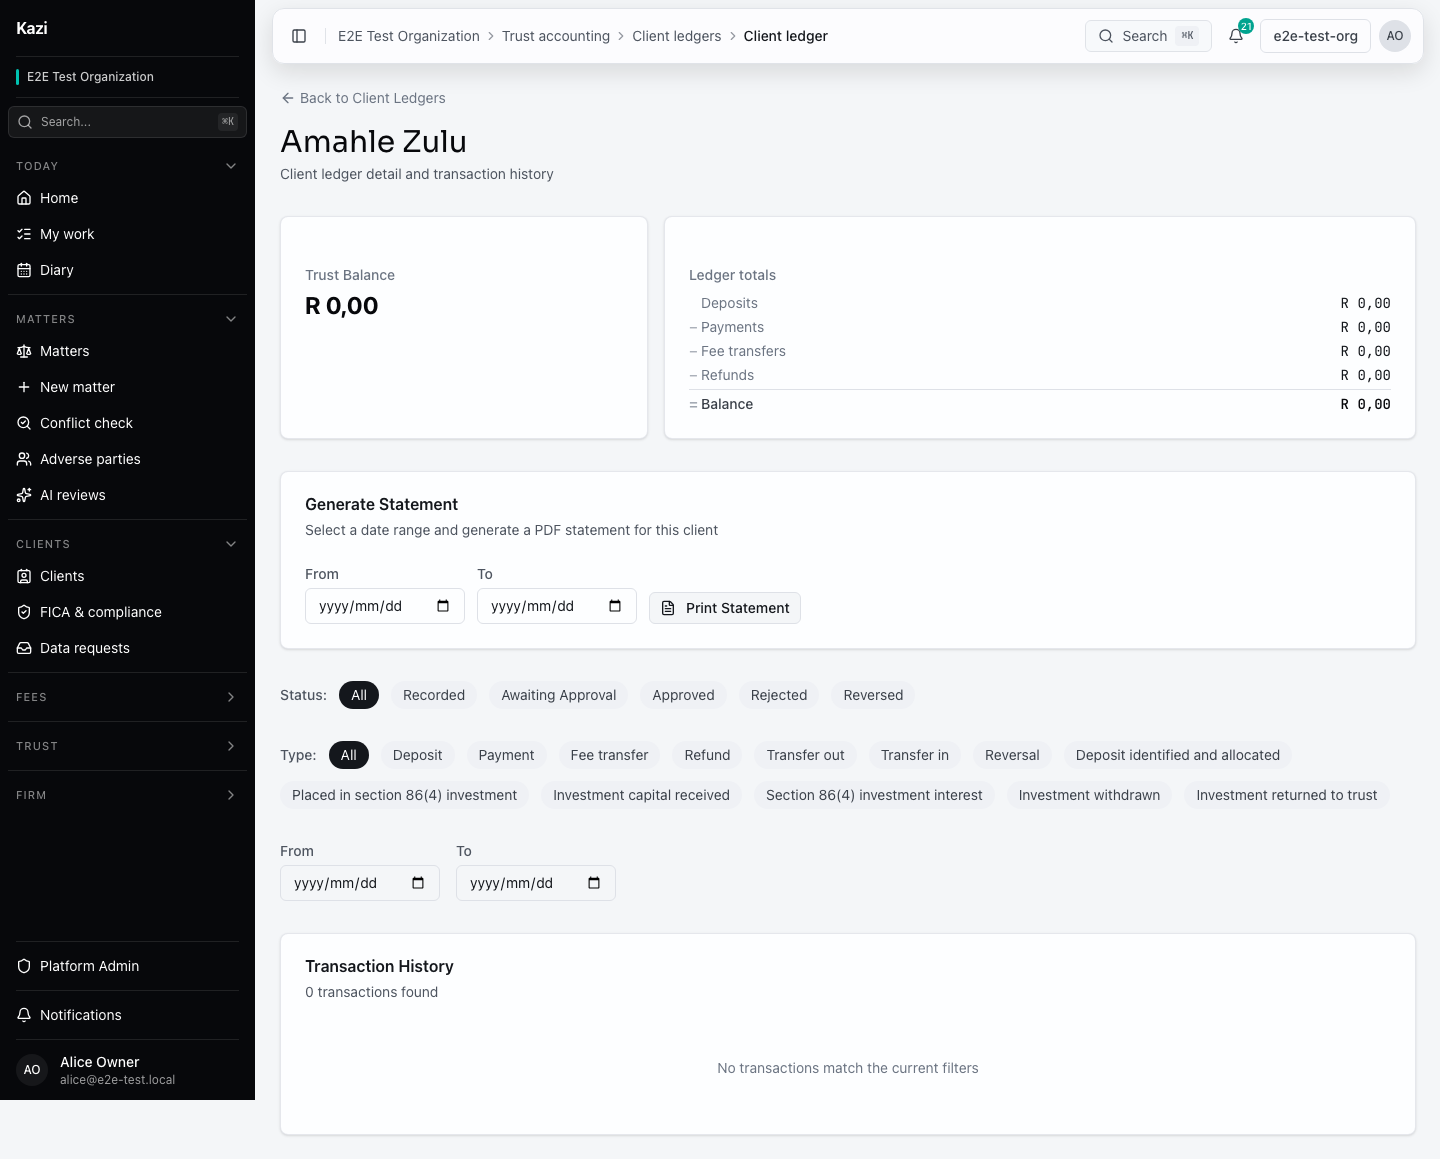 Kazi
E2E Test Organization
Search...
⌘K
TODAY
Home
My work
Diary
MATTERS
Matters
New matter
Conflict check
Adverse parties
AI reviews
CLIENTS
Clients
FICA & compliance
Data requests
FEES
TRUST
FIRM
Platform Admin
Notifications
AO
Alice Owner
alice@e2e-test.local
E2E Test Organization > Trust accounting > Client ledgers > Client ledger
Search ⌘K
21
e2e-test-org
AO
← Back to Client Ledgers
Amahle Zulu
Client ledger detail and transaction history
Trust Balance
R 0,00
Ledger totals
Deposits R 0,00
– Payments R 0,00
– Fee transfers R 0,00
– Refunds R 0,00
= Balance R 0,00
Generate Statement
Select a date range and generate a PDF statement for this client
From To
yyyy/mm/dd yyyy/mm/dd Print Statement
Status: All Recorded Awaiting Approval Approved Rejected Reversed
Type: All Deposit Payment Fee transfer Refund Transfer out Transfer in Reversal Deposit identified and allocated
Placed in section 86(4) investment Investment capital received Section 86(4) investment interest Investment withdrawn Investment returned to trust
From To
yyyy/mm/dd yyyy/mm/dd
Transaction History
0 transactions found
No transactions match the current filters